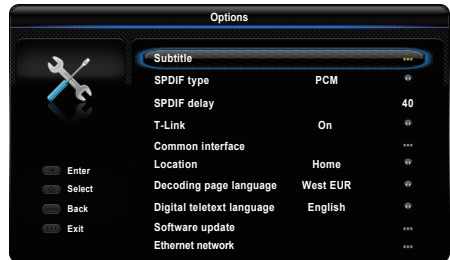 Options
Subtitle ...
SPDIF type PCM
SPDIF delay 40
T-Link On
Common interface ...
Location Home
Decoding page language West EUR
Digital teletext language English
Software update ...
Ethernet network ...
Enter
Select
Back
Exit